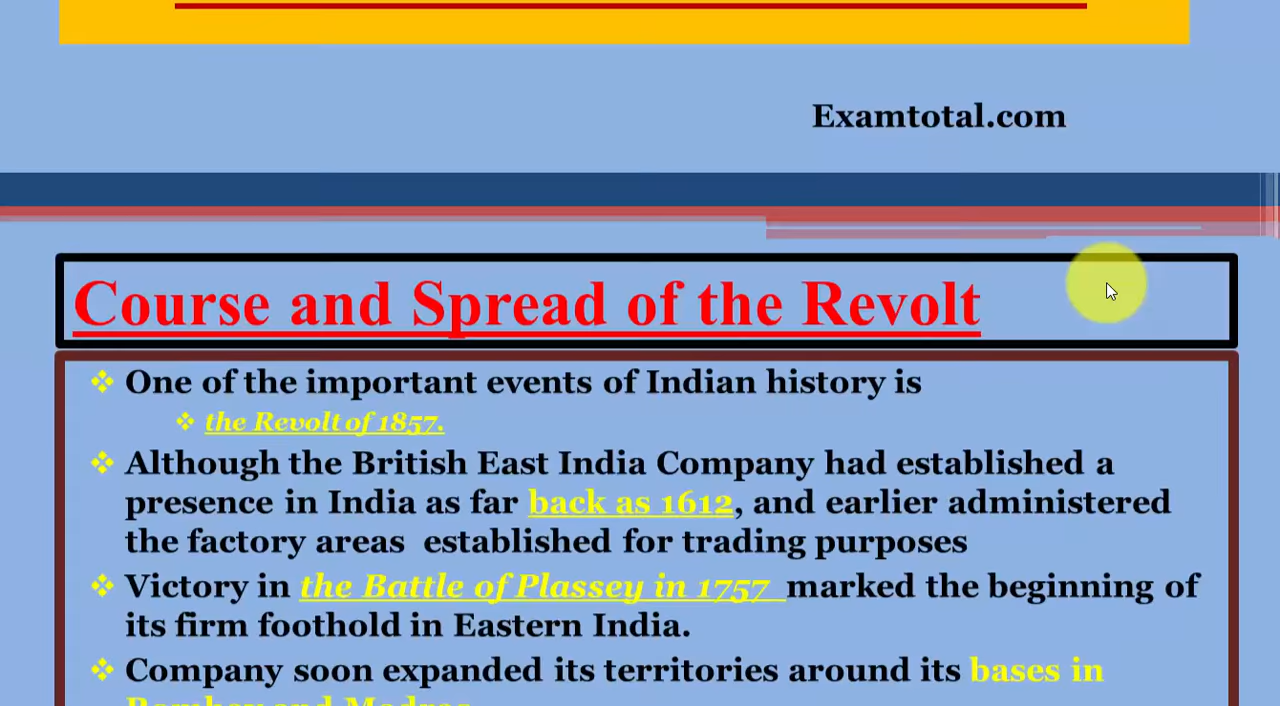 Examtotal.com
Course and Spread of the Revolt
One of the important events of Indian history is
the Revolt of 1857.
Although the British East India Company had established a
presence in India as far back as 1612, and earlier administered
the factory areas established for trading purposes
Victory in the Battle of Plassey in 1757 marked the beginning of
its firm foothold in Eastern India.
Company soon expanded its territories around its bases in
Bombay and Madras